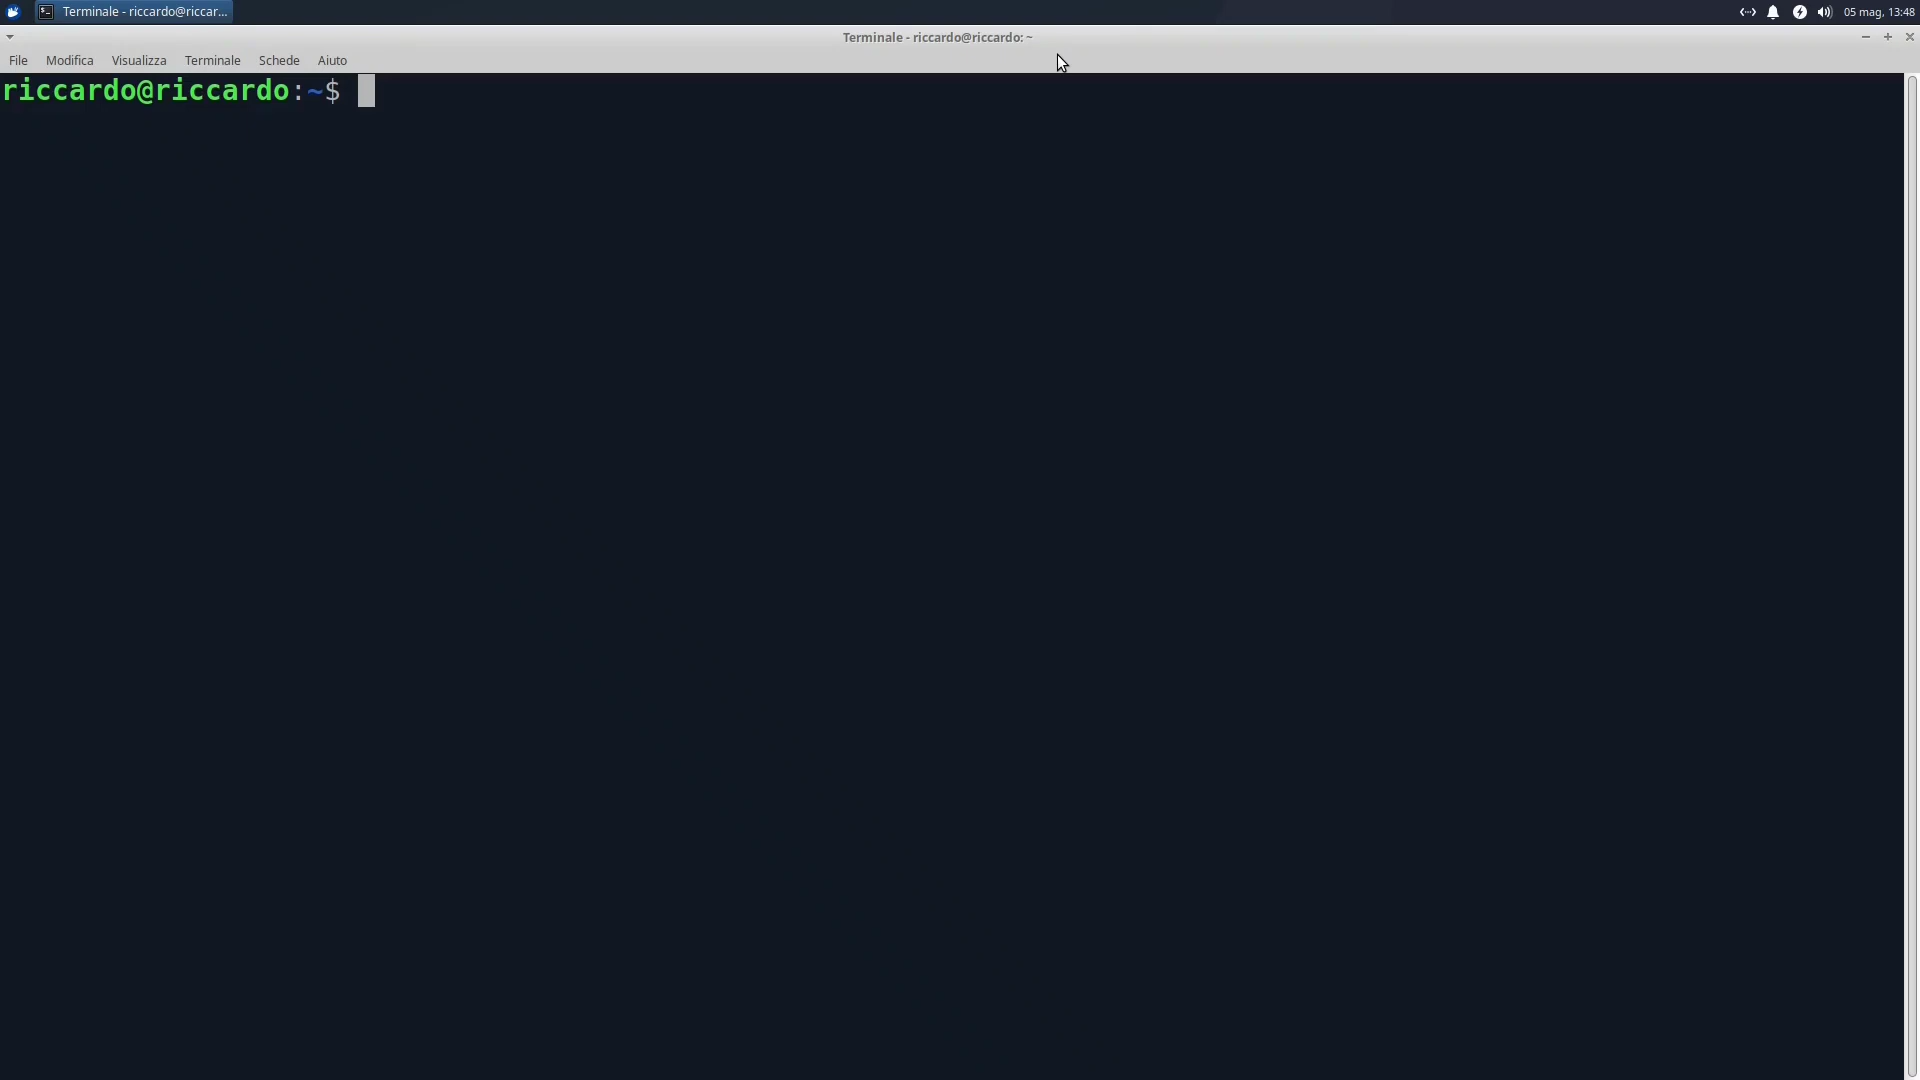 Terminale - riccardo@riccar...
05 mag, 13:48
Terminale - riccardo@riccardo: ~
File Modifica Visualizza Terminale Schede Aiuto
riccardo@riccardo:~$